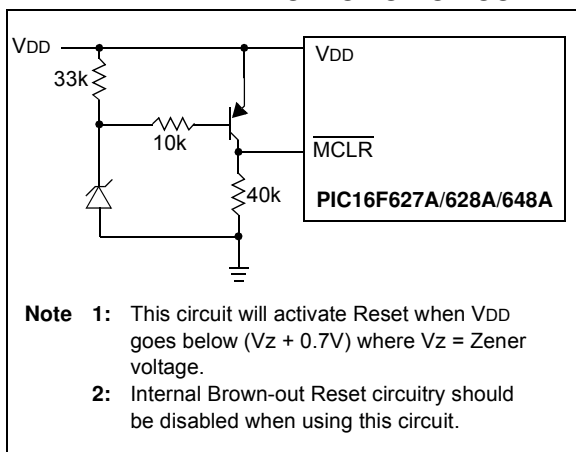 VDD
VDD
33k
10k
MCLR
40k
PIC16F627A/628A/648A
Note 1: This circuit will activate Reset when VDD
goes below (Vz + 0.7V) where Vz = Zener
voltage.
2: Internal Brown-out Reset circuitry should
be disabled when using this circuit.